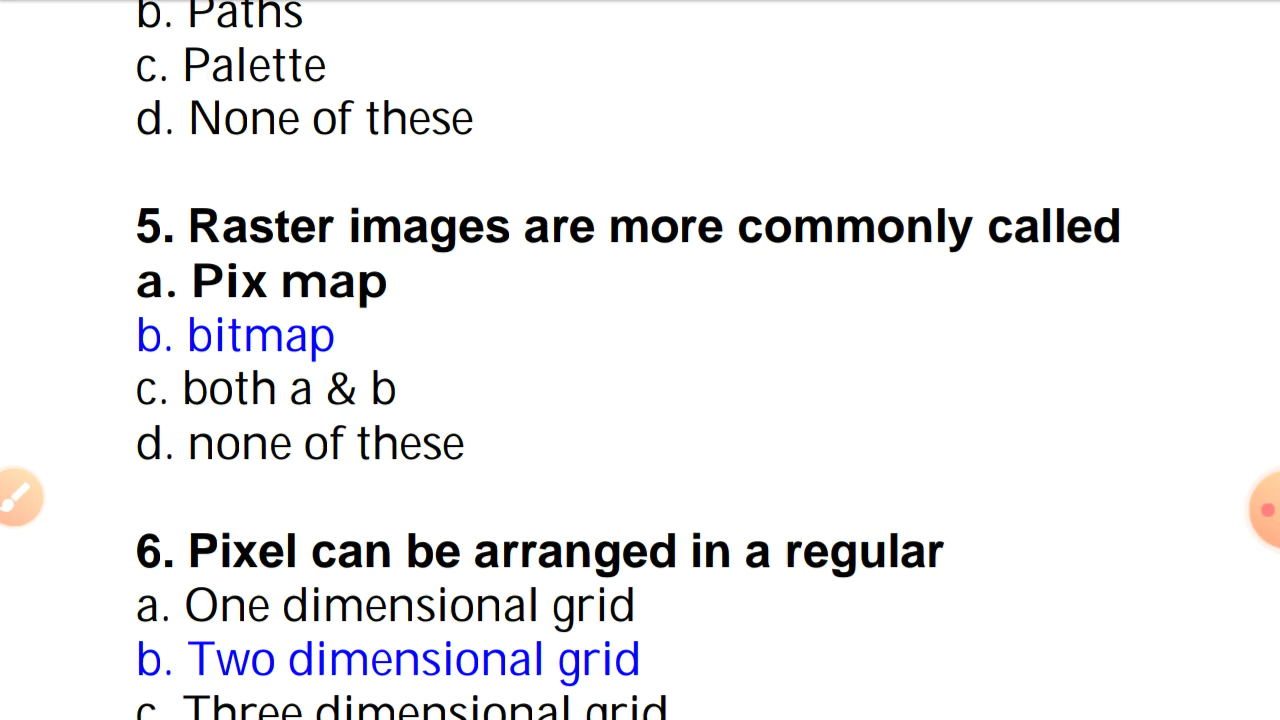 b. Paths
c. Palette
d. None of these
5. Raster images are more commonly called
a. Pix map
b. bitmap
c. both a & b
d. none of these
6. Pixel can be arranged in a regular
a. One dimensional grid
b. Two dimensional grid
c. Three dimensional grid